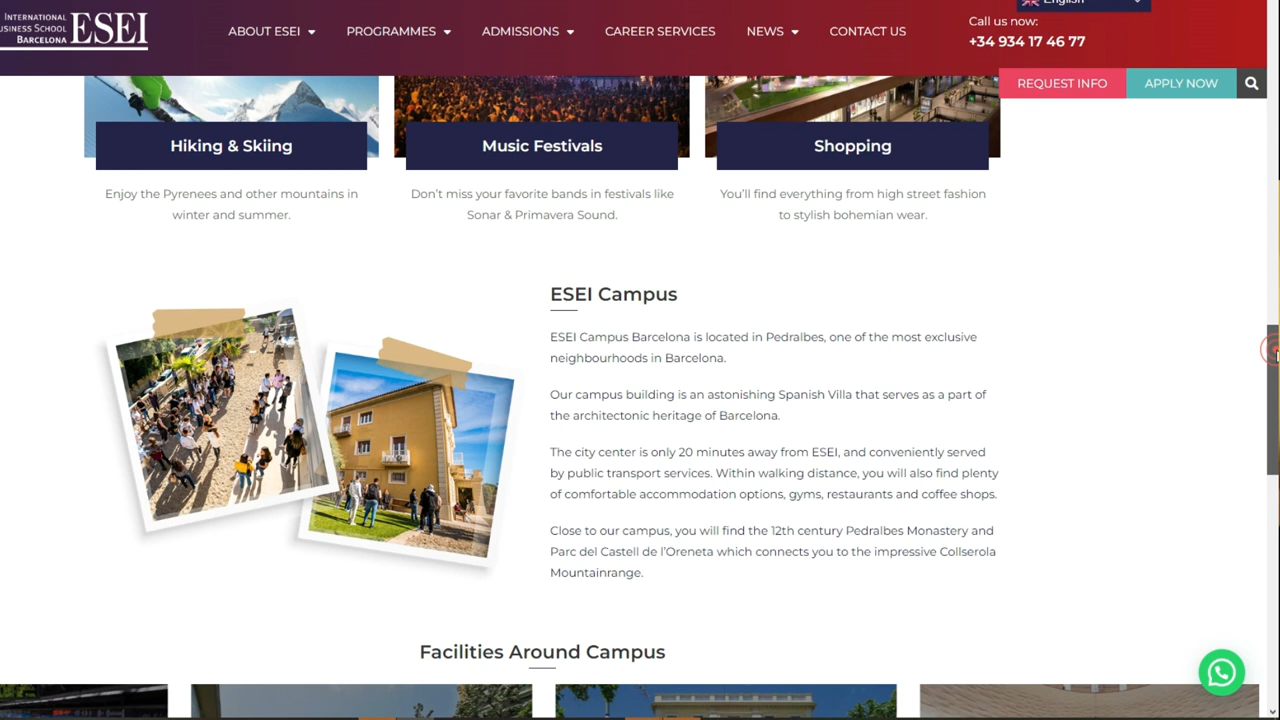 INTERNATIONAL
BUSINESS SCHOOL
BARCELONA
ESEI
ABOUT ESEI
PROGRAMMES
ADMISSIONS
CAREER SERVICES
NEWS
CONTACT US
English
Call us now:
+34 934 17 46 77
REQUEST INFO
APPLY NOW
Hiking & Skiing
Music Festivals
Shopping
Enjoy the Pyrenees and other mountains in
winter and summer.
Don’t miss your favorite bands in festivals like
Sonar & Primavera Sound.
You’ll find everything from high street fashion
to stylish bohemian wear.
ESEI Campus
ESEI Campus Barcelona is located in Pedralbes, one of the most exclusive
neighbourhoods in Barcelona.
Our campus building is an astonishing Spanish Villa that serves as a part of
the architectonic heritage of Barcelona.
The city center is only 20 minutes away from ESEI, and conveniently served
by public transport services. Within walking distance, you will also find plenty
of comfortable accommodation options, gyms, restaurants and coffee shops.
Close to our campus, you will find the 12th century Pedralbes Monastery and
Parc del Castell de l’Oreneta which connects you to the impressive Collserola
Mountainrange.
Facilities Around Campus